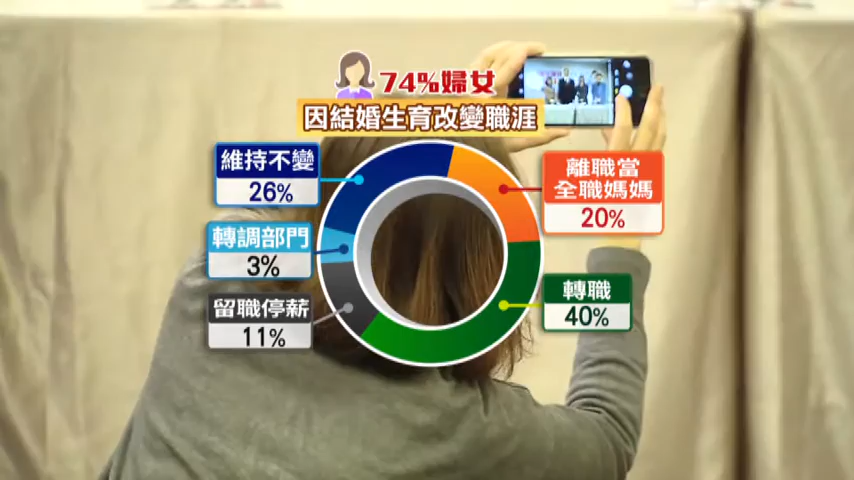 74%婦女
因結婚生育改變職涯
維持不變
26%
離職當
全職媽媽
20%
轉調部門
3%
轉職
40%
留職停薪
11%